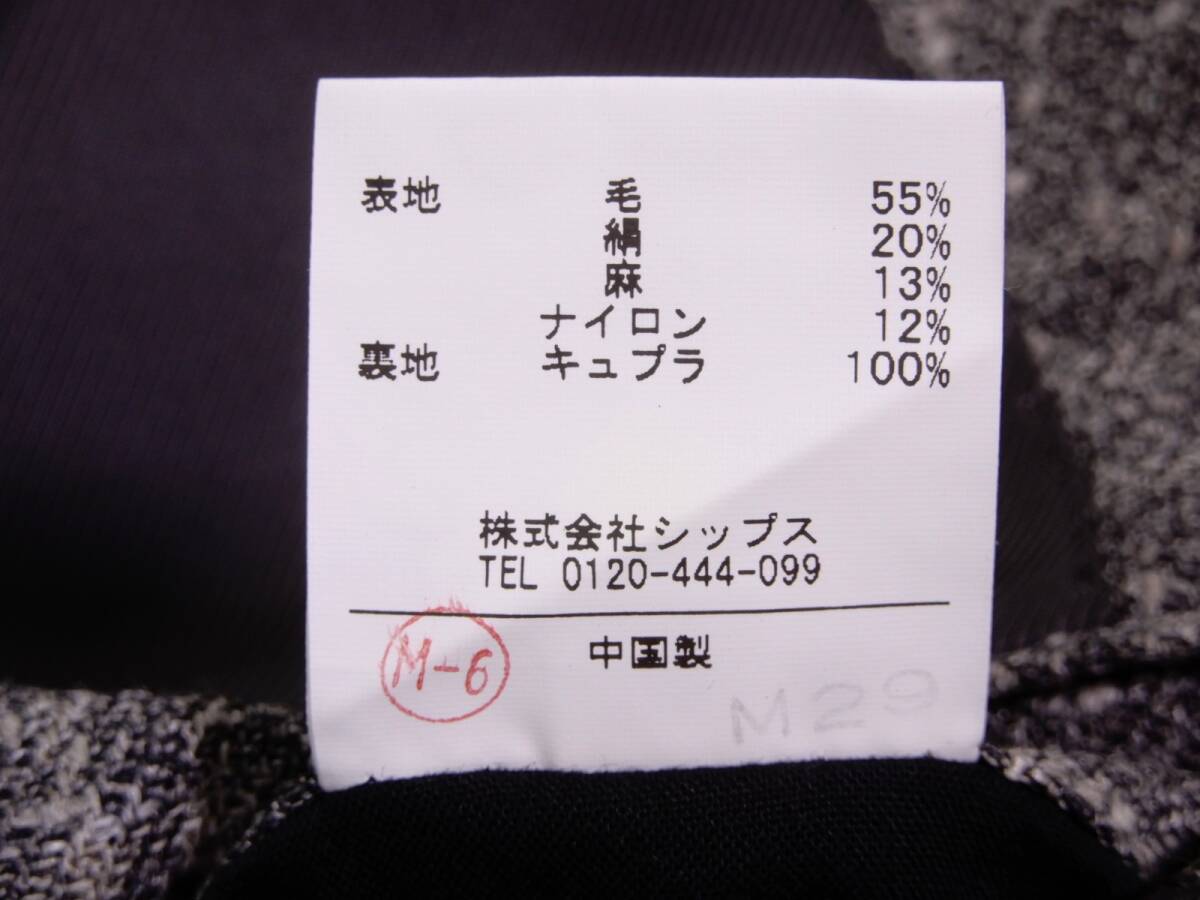 表地 毛 55%
絹 20%
麻 13%
ナイロン 12%
裏地 キュプラ 100%
株式会社シップス
TEL 0120-444-099
中国製
M-6
M29